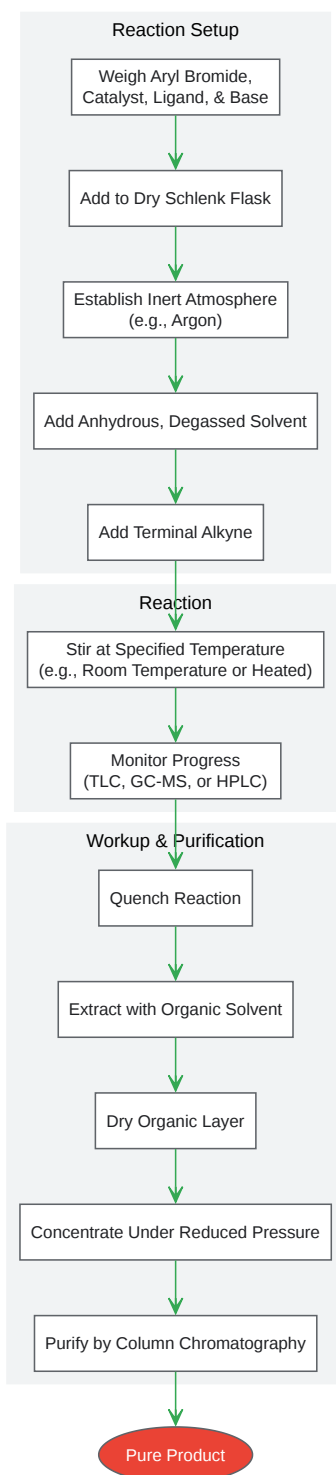 Reaction Setup
Weigh Aryl Bromide,
Catalyst, Ligand, & Base
Add to Dry Schlenk Flask
Establish Inert Atmosphere
(e.g., Argon)
Add Anhydrous, Degassed Solvent
Add Terminal Alkyne
Reaction
Stir at Specified Temperature
(e.g., Room Temperature or Heated)
Monitor Progress
(TLC, GC-MS, or HPLC)
Workup & Purification
Quench Reaction
Extract with Organic Solvent
Dry Organic Layer
Concentrate Under Reduced Pressure
Purify by Column Chromatography
Pure Product